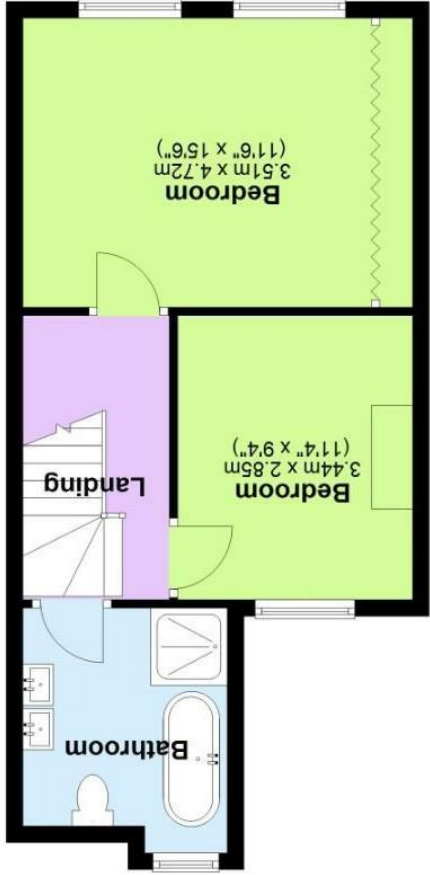 Bathroom
Landing
Bedroom
3.44m x 2.85m
(11'4" x 9'4")
Bedroom
3.51m x 4.72m
(11'6" x 15'6")